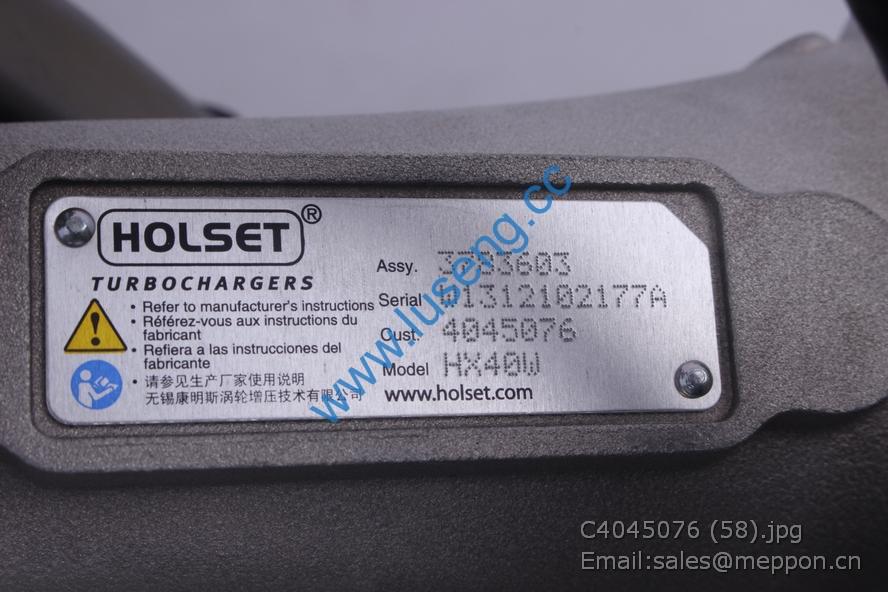 HOLSET®
TURBOCHARGERS
• Refer to manufacturer's instructions
• Référez-vous aux instructions du
fabricant
• Refiera a las instrucciones del
fabricante
• 请参见生产厂家使用说明
无锡康明斯涡轮增压技术有限公司
Assy.
Serial
Cust. 4045076
Model HX40W
www.holset.com
www.luseng.cc
C4045076 (58).jpg
Email:sales@meppon.cn